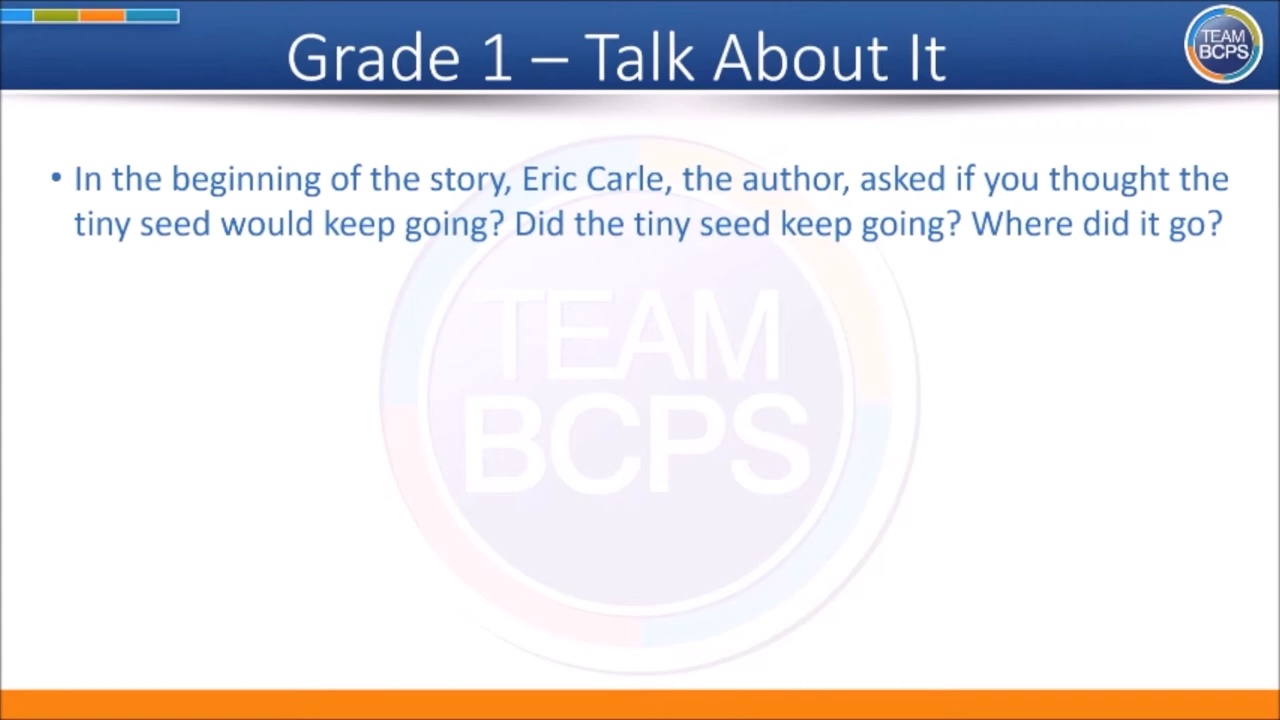 Grade 1 – Talk About It
TEAM
BCPS
• In the beginning of the story, Eric Carle, the author, asked if you thought the
tiny seed would keep going? Did the tiny seed keep going? Where did it go?
TEAM
BCPS